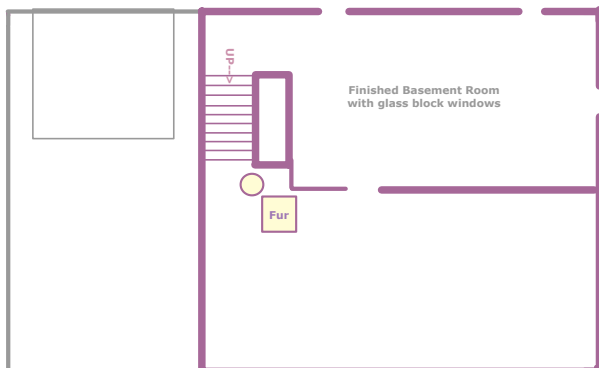 UP-->
Finished Basement Room
with glass block windows
Fur